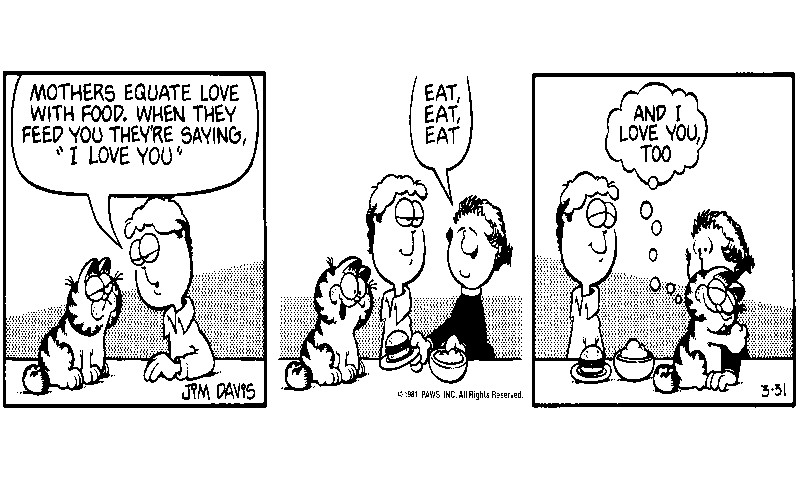 MOTHERS EQUATE LOVE
WITH FOOD. WHEN THEY
FEED YOU THEY'RE SAYING,
"I LOVE YOU"
JIM DAVIS
EAT,
EAT,
EAT
© 1981 PAWS, INC. All Rights Reserved.
AND I
LOVE YOU,
TOO
3-31